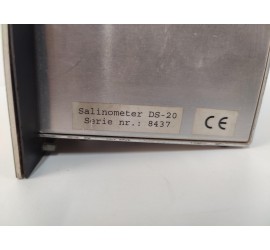 Salinometer DS-20
Serie nr.: 8437
CE